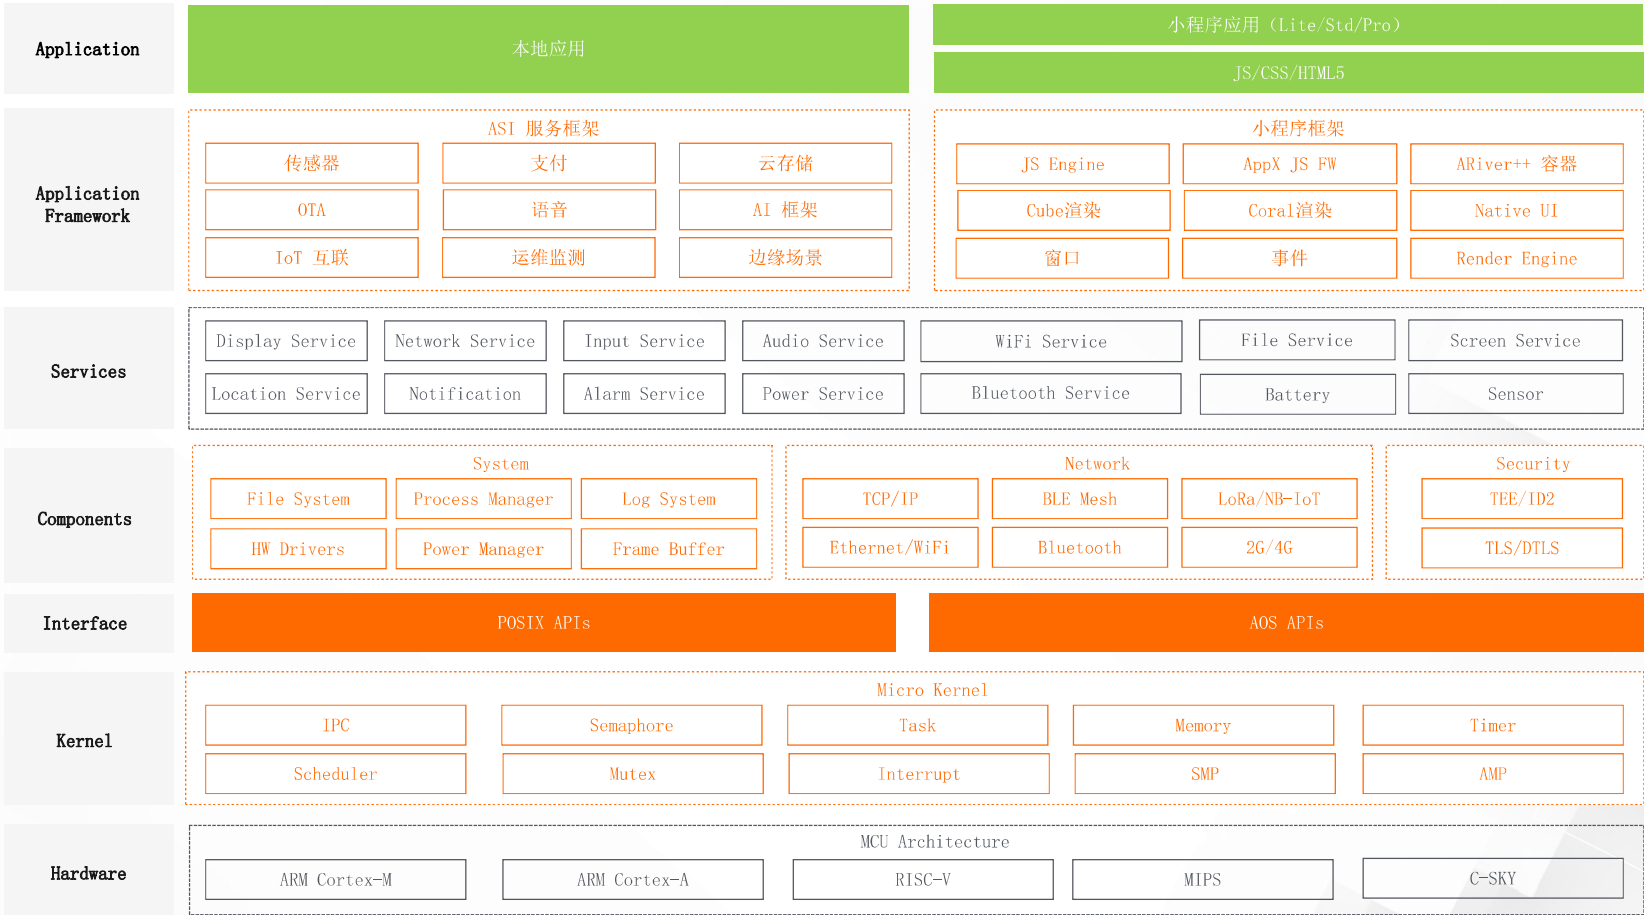 Application
本地应用
小程序应用（Lite/Std/Pro）
JS/CSS/HTML5
Application
Framework
ASI 服务框架
传感器
支付
云存储
OTA
语音
AI 框架
IoT 互联
运维监测
边缘场景
小程序框架
JS Engine
AppX JS FW
ARiver++ 容器
Cube渲染
Coral渲染
Native UI
窗口
事件
Render Engine
Services
Display Service
Network Service
Input Service
Audio Service
WiFi Service
File Service
Screen Service
Location Service
Notification
Alarm Service
Power Service
Bluetooth Service
Battery
Sensor
Components
System
File System
Process Manager
Log System
HW Drivers
Power Manager
Frame Buffer
Network
TCP/IP
BLE Mesh
LoRa/NB-IoT
Ethernet/WiFi
Bluetooth
2G/4G
Security
TEE/ID2
TLS/DTLS
Interface
POSIX APIs
AOS APIs
Kernel
Micro Kernel
IPC
Semaphore
Task
Memory
Timer
Scheduler
Mutex
Interrupt
SMP
AMP
Hardware
MCU Architecture
ARM Cortex-M
ARM Cortex-A
RISC-V
MIPS
C-SKY